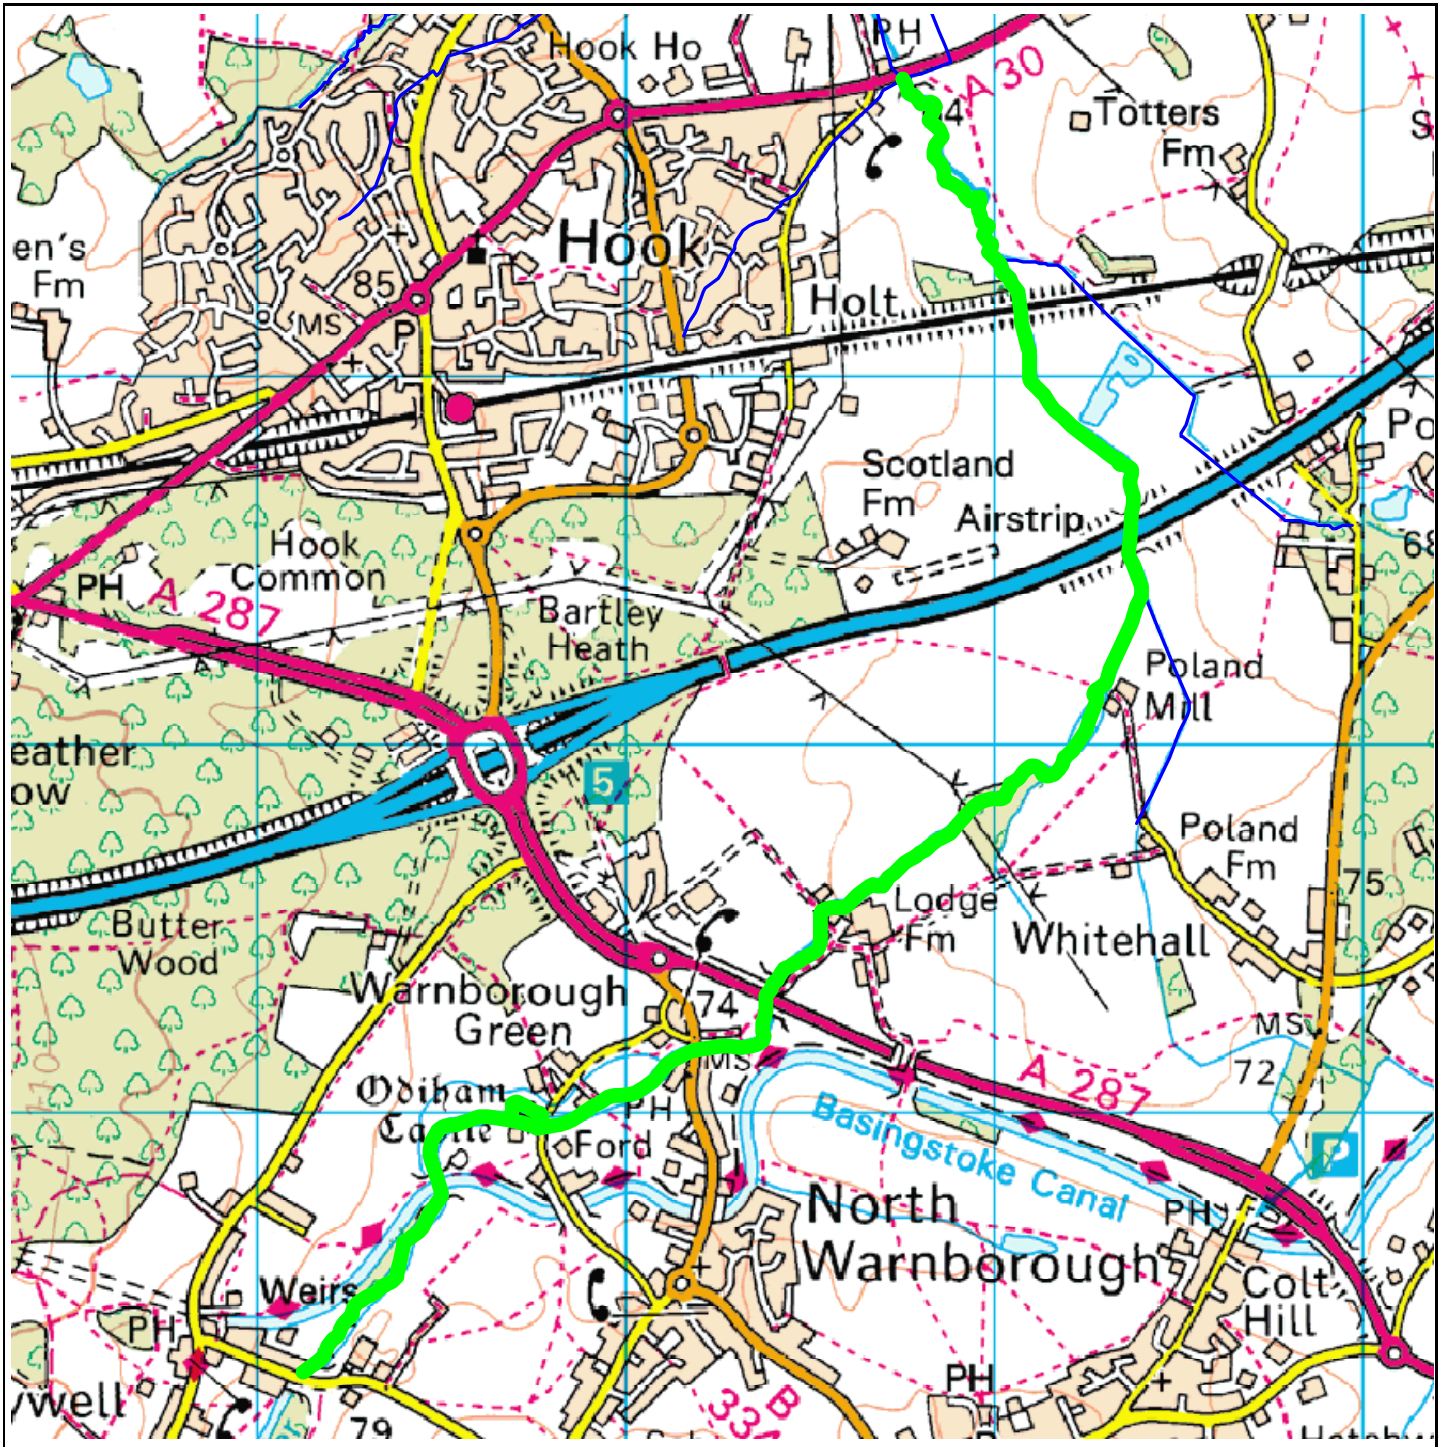 Hook Ho
PH
A 30
Totters
Fm
en's
Fm
Hook
85
MS
P
Holt
Scotland
Fm
Airstrip
Po
68
Hook
Common
PH
A 287
Bartley
Heath
Poland
Mill
eather
ow
5
Poland
Fm
75
Butter
Wood
Lodge
Fm
Whitehall
Warnborough
Green
74
MS
MS
72
A 287
Odiham
Castle
PH
Ford
Basingstoke Canal
P
North
Warnborough
PH
Weirs
Colt
Hill
PH
ywell
79
PH
B